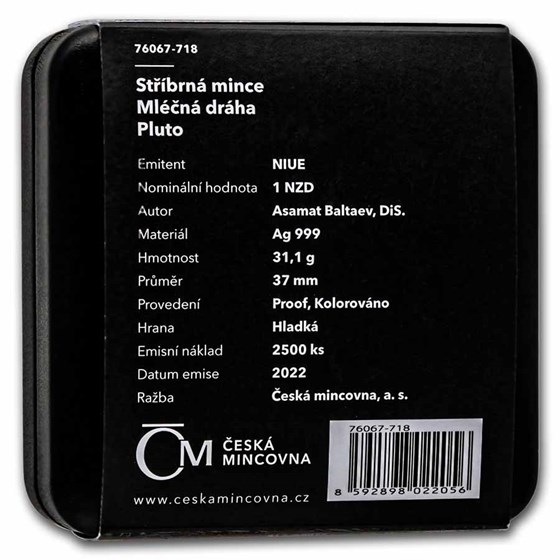 76067-718
Stříbrná mince
Mléčná dráha
Pluto
Emitent NIUE
Nominální hodnota 1 NZD
Autor Asamat Baltaev, DiS.
Materiál Ag 999
Hmotnost 31,1 g
Průměr 37 mm
Provedení Proof, Kolorováno
Hrana Hladká
Emisní náklad 2500 ks
Datum emise 2022
Ražba Česká mincovna, a. s.
ČM ČESKÁ
MINCOVNA
www.ceskamincovna.cz
76067-718
8 592898 022056